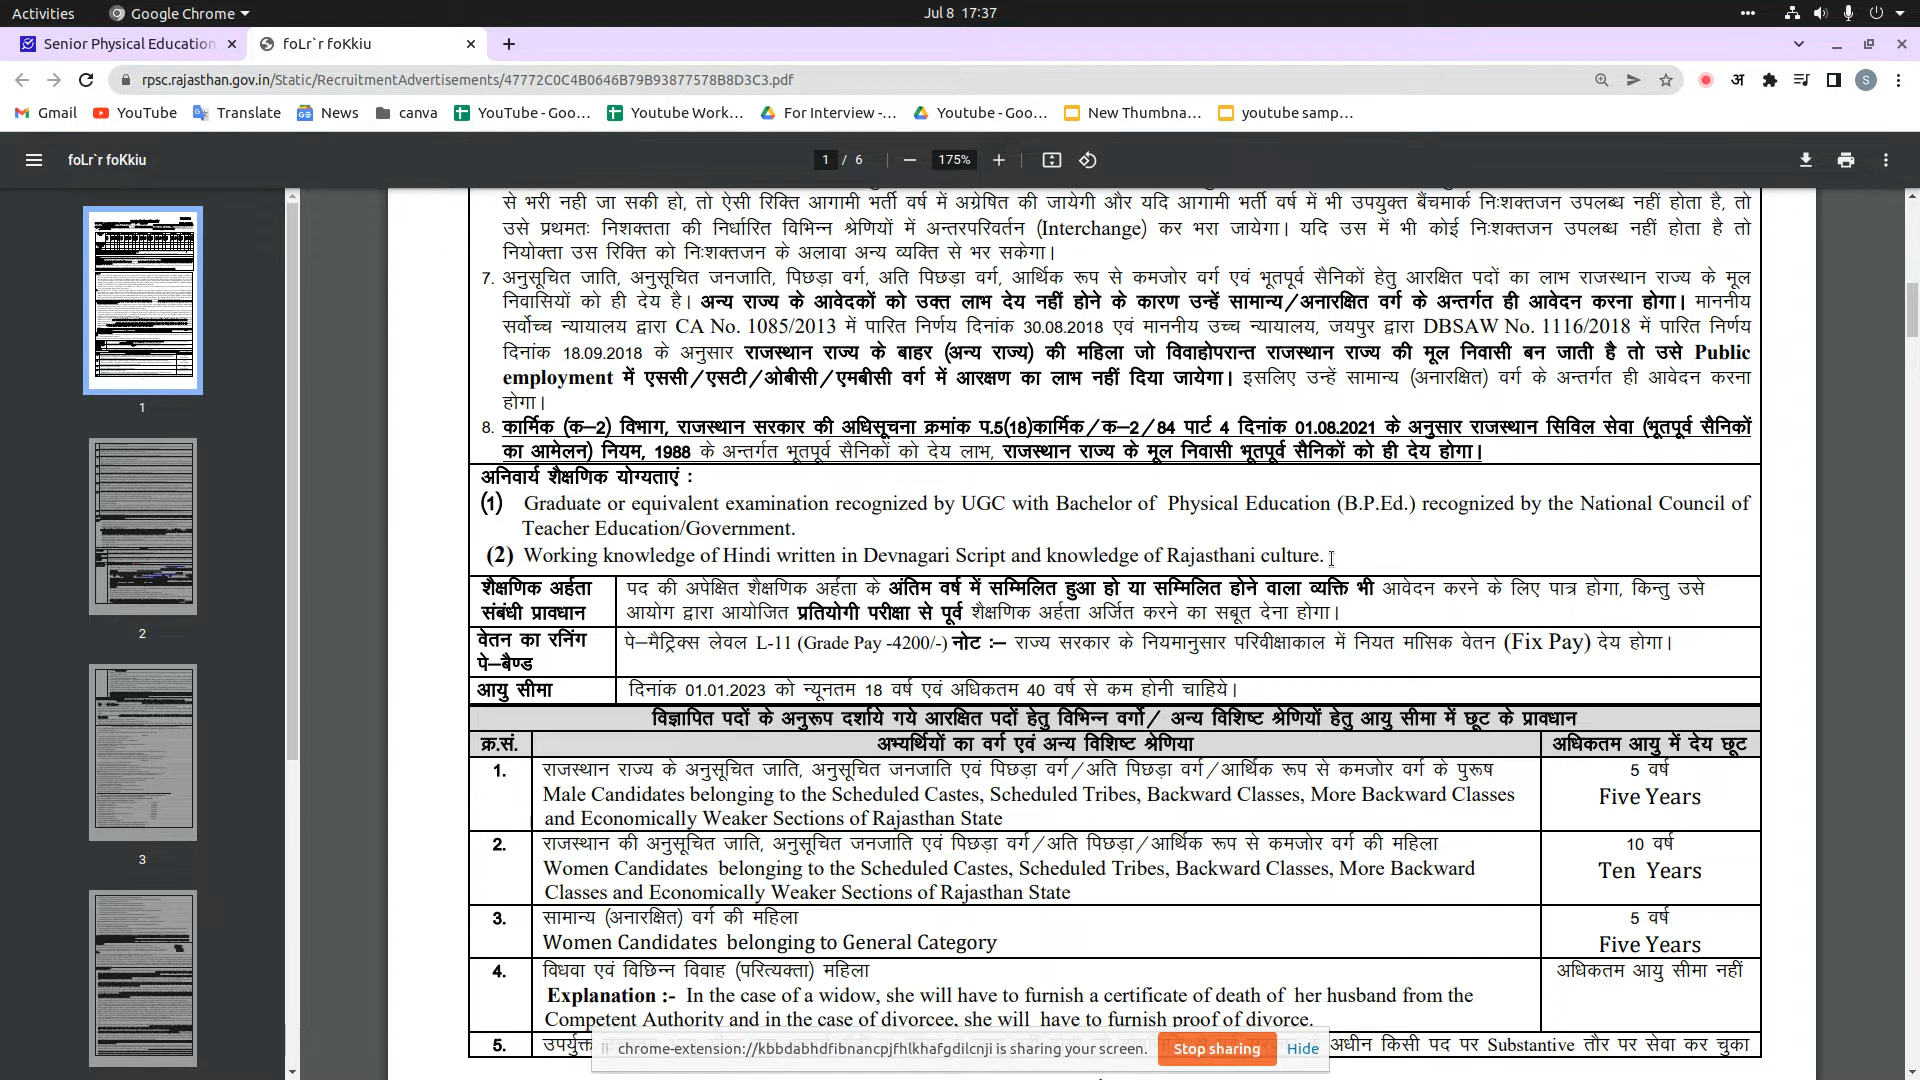 Activities
Google Chrome
Jul 8 17:37
Senior Physical Education
foLr`r foKkiu
rpsc.rajasthan.gov.in/Static/RecruitmentAdvertisements/47772C0C4B0646B79B93877578B8D3C3.pdf
अ
S
Gmail
YouTube
Translate
News
canva
YouTube - Goo...
Youtube Work...
For Interview -...
Youtube - Goo...
New Thumbna...
youtube samp...
foLr`r foKkiu
1 / 6
175%
1
2
3
से भरी नही जा सकी हो, तो ऐसी रिक्ति आगामी भर्ती वर्ष में अग्रेषित की जायेगी और यदि आगामी भर्ती वर्ष में भी उपयुक्त बैंचमार्क निःशक्तजन उपलब्ध नहीं होता है, तो
उसे प्रथमतः निशक्तता की निर्धारित विभिन्न श्रेणियों में अन्तरपरिवर्तन (Interchange) कर भरा जायेगा। यदि उस में भी कोई निःशक्तजन उपलब्ध नहीं होता है तो
नियोक्ता उस रिक्ति को निःशक्तजन के अलावा अन्य व्यक्ति से भर सकेगा।
7. अनुसूचित जाति, अनुसूचित जनजाति, पिछड़ा वर्ग, अति पिछड़ा वर्ग, आर्थिक रूप से कमजोर वर्ग एवं भूतपूर्व सैनिकों हेतु आरक्षित पदों का लाभ राजस्थान राज्य के मूल
निवासियों को ही देय है। अन्य राज्य के आवेदकों को उक्त लाभ देय नहीं होने के कारण उन्हें सामान्य/अनारक्षित वर्ग के अन्तर्गत ही आवेदन करना होगा। माननीय
सर्वोच्च न्यायालय द्वारा CA No. 1085/2013 में पारित निर्णय दिनांक 30.08.2018 एवं माननीय उच्च न्यायालय, जयपुर द्वारा DBSAW No. 1116/2018 में पारित निर्णय
दिनांक 18.09.2018 के अनुसार राजस्थान राज्य के बाहर (अन्य राज्य) की महिला जो विवाहोपरान्त राजस्थान राज्य की मूल निवासी बन जाती है तो उसे Public
employment में एससी/एसटी/ओबीसी/एमबीसी वर्ग में आरक्षण का लाभ नहीं दिया जायेगा। इसलिए उन्हें सामान्य (अनारक्षित) वर्ग के अन्तर्गत ही आवेदन करना
होगा।
8. कार्मिक (क–2) विभाग, राजस्थान सरकार की अधिसूचना क्रमांक प.5(18)कार्मिक/क–2/84 पार्ट 4 दिनांक 01.08.2021 के अनुसार राजस्थान सिविल सेवा (भूतपूर्व सैनिकों
का आमेलन) नियम, 1988 के अन्तर्गत भूतपूर्व सैनिकों को देय लाभ, राजस्थान राज्य के मूल निवासी भूतपूर्व सैनिकों को ही देय होगा।
अनिवार्य शैक्षणिक योग्यताएं :
(1) Graduate or equivalent examination recognized by UGC with Bachelor of Physical Education (B.P.Ed.) recognized by the National Council of
Teacher Education/Government.
(2) Working knowledge of Hindi written in Devnagari Script and knowledge of Rajasthani culture.
शैक्षणिक अर्हता
संबंधी प्रावधान
पद की अपेक्षित शैक्षणिक अर्हता के अंतिम वर्ष में सम्मिलित हुआ हो या सम्मिलित होने वाला व्यक्ति भी आवेदन करने के लिए पात्र होगा, किन्तु उसे
आयोग द्वारा आयोजित प्रतियोगी परीक्षा से पूर्व शैक्षणिक अर्हता अर्जित करने का सबूत देना होगा।
वेतन का रनिंग
पे–बैण्ड
पे–मैट्रिक्स लेवल L-11 (Grade Pay -4200/-) नोट :– राज्य सरकार के नियमानुसार परिवीक्षाकाल में नियत मासिक वेतन (Fix Pay) देय होगा।
आयु सीमा
दिनांक 01.01.2023 को न्यूनतम 18 वर्ष एवं अधिकतम 40 वर्ष से कम होनी चाहिये।
विज्ञापित पदों के अनुरूप दर्शाये गये आरक्षित पदों हेतु विभिन्न वर्गो/ अन्य विशिष्ट श्रेणियों हेतु आयु सीमा में छूट के प्रावधान
क्र.सं.
अभ्यर्थियों का वर्ग एवं अन्य विशिष्ट श्रेणिया
अधिकतम आयु में देय छूट
1.
राजस्थान राज्य के अनुसूचित जाति, अनुसूचित जनजाति एवं पिछड़ा वर्ग/अति पिछड़ा वर्ग/आर्थिक रूप से कमजोर वर्ग के पुरूष
Male Candidates belonging to the Scheduled Castes, Scheduled Tribes, Backward Classes, More Backward Classes
and Economically Weaker Sections of Rajasthan State
5 वर्ष
Five Years
2.
राजस्थान की अनुसूचित जाति, अनुसूचित जनजाति एवं पिछड़ा वर्ग/अति पिछड़ा/आर्थिक रूप से कमजोर वर्ग की महिला
Women Candidates belonging to the Scheduled Castes, Scheduled Tribes, Backward Classes, More Backward
Classes and Economically Weaker Sections of Rajasthan State
10 वर्ष
Ten Years
3.
सामान्य (अनारक्षित) वर्ग की महिला
Women Candidates belonging to General Category
5 वर्ष
Five Years
4.
विधवा एवं विछिन्न विवाह (परित्यक्ता) महिला
Explanation :- In the case of a widow, she will have to furnish a certificate of death of her husband from the
Competent Authority and in the case of divorcee, she will have to furnish proof of divorce.
अधिकतम आयु सीमा नहीं
5.
उपर्युक्त
अधीन किसी पद पर Substantive तौर पर सेवा कर चुका
chrome-extension://kbbdabhdfibnancpjfhlkhafgdilcnji is sharing your screen.
Stop sharing
Hide